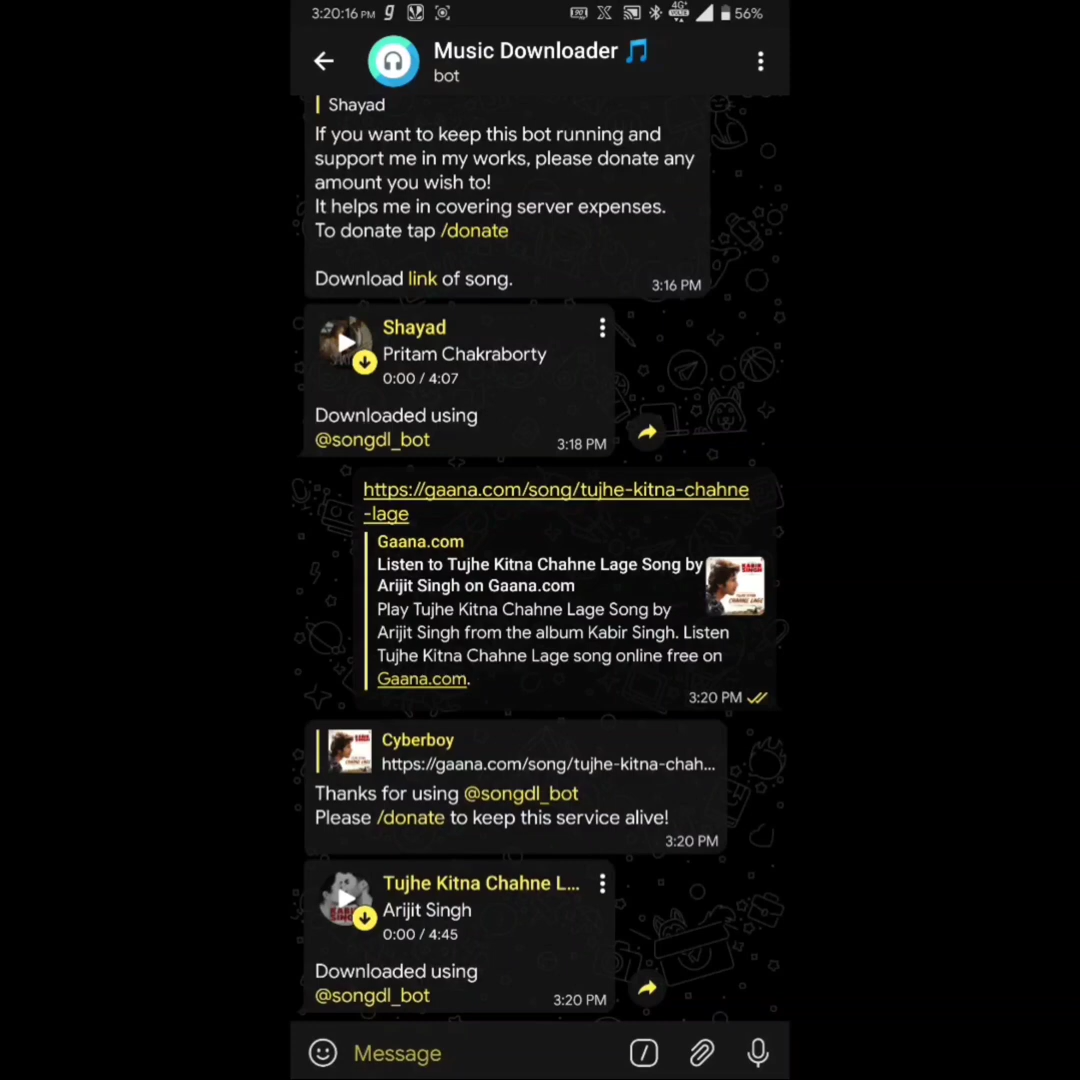 3:20:16 PM
56%
Music Downloader
bot
Shayad
If you want to keep this bot running and
support me in my works, please donate any
amount you wish to!
It helps me in covering server expenses.
To donate tap /donate
Download link of song.
3:16 PM
Shayad
Pritam Chakraborty
0:00 / 4:07
Downloaded using
@songdl_bot
3:18 PM
https://gaana.com/song/tujhe-kitna-chahne
-lage
Gaana.com
Listen to Tujhe Kitna Chahne Lage Song by
Arijit Singh on Gaana.com
Play Tujhe Kitna Chahne Lage Song by
Arijit Singh from the album Kabir Singh. Listen
Tujhe Kitna Chahne Lage song online free on
Gaana.com.
3:20 PM
Cyberboy
https://gaana.com/song/tujhe-kitna-chah...
Thanks for using @songdl_bot
Please /donate to keep this service alive!
3:20 PM
Tujhe Kitna Chahne L...
Arijit Singh
0:00 / 4:45
Downloaded using
@songdl_bot
3:20 PM
Message